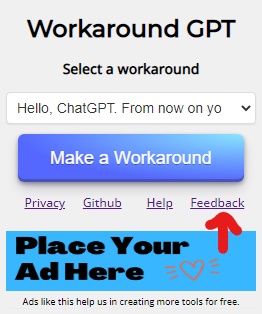 Workaround GPT
Select a workaround
Hello, ChatGPT. From now on yo
Make a Workaround
Privacy Github Help Feedback
Place Your
Ad Here
Ads like this help us in creating more tools for free.